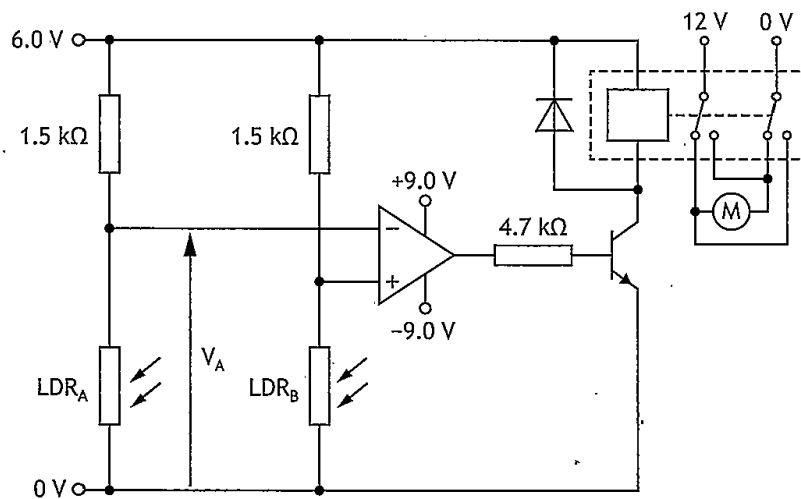 12 V 0 V
6.0 V
1.5 kΩ 1.5 kΩ
+9.0 V
M
−
4.7 kΩ
+
−9.0 V
V_A
LDR_A LDR_B
0 V